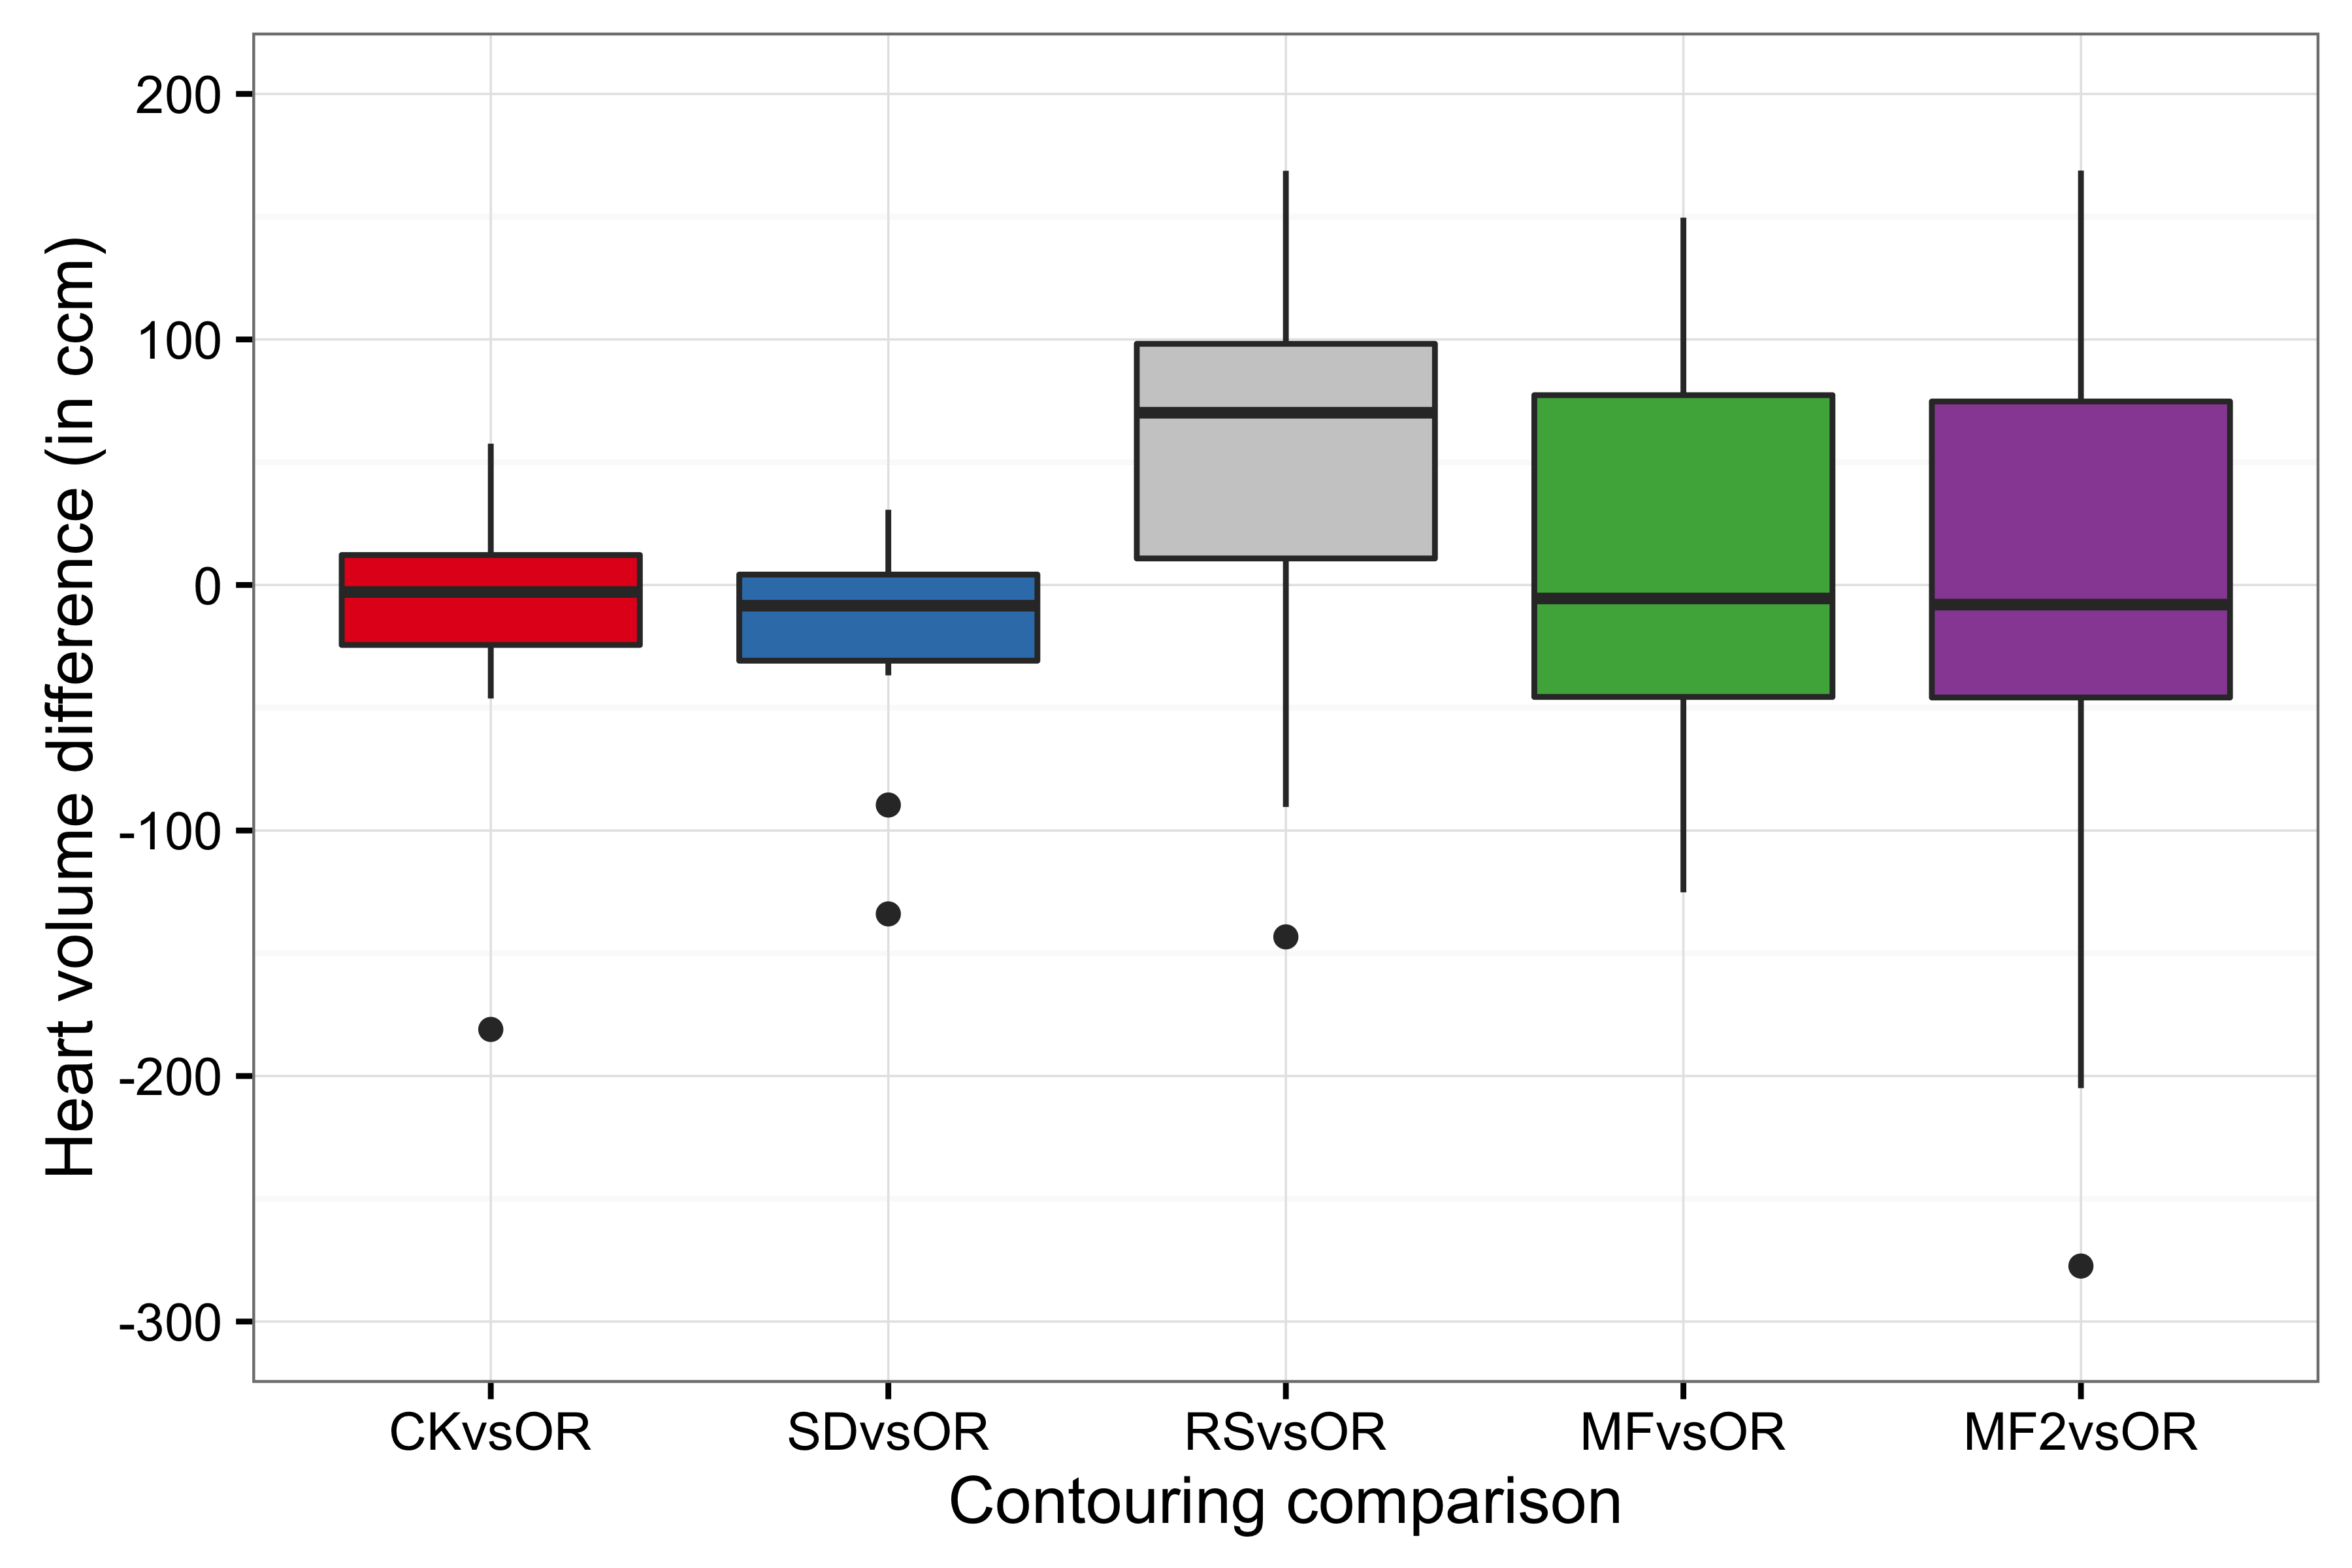 Heart volume difference (in ccm)
200
100
0
-100
-200
-300
CKvsOR SDvsOR RSvsOR MFvsOR MF2vsOR
Contouring comparison